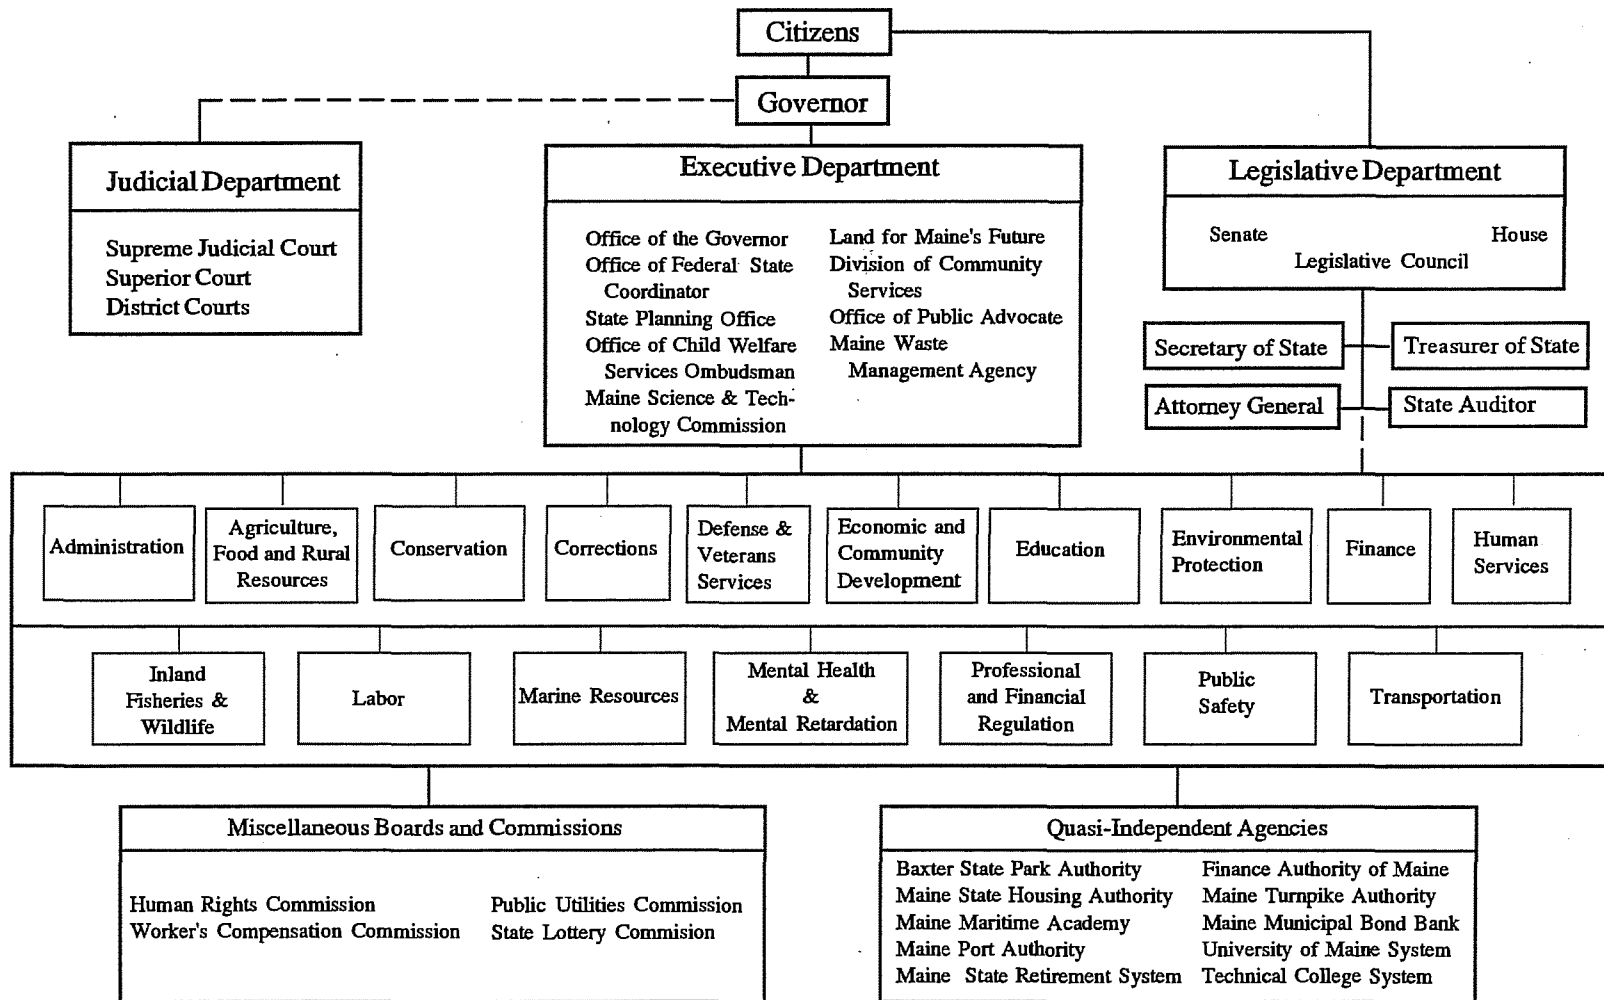 Citizens
Governor
Judicial Department
Supreme Judicial Court
Superior Court
District Courts
Executive Department
Office of the Governor
Office of Federal State
Coordinator
State Planning Office
Office of Child Welfare
Services Ombudsman
Maine Science & Tech-
nology Commission
Land for Maine's Future
Division of Community
Services
Office of Public Advocate
Maine Waste
Management Agency
Legislative Department
Senate House
Legislative Council
Secretary of State
Treasurer of State
Attorney General
State Auditor
Administration
Agriculture,
Food and Rural
Resources
Conservation
Corrections
Defense &
Veterans
Services
Economic and
Community
Development
Education
Environmental
Protection
Finance
Human
Services
Inland
Fisheries &
Wildlife
Labor
Marine Resources
Mental Health
&
Mental Retardation
Professional
and Financial
Regulation
Public
Safety
Transportation
Miscellaneous Boards and Commissions
Human Rights Commission
Worker's Compensation Commission
Public Utilities Commission
State Lottery Commision
Quasi-Independent Agencies
Baxter State Park Authority
Maine State Housing Authority
Maine Maritime Academy
Maine Port Authority
Maine State Retirement System
Finance Authority of Maine
Maine Turnpike Authority
Maine Municipal Bond Bank
University of Maine System
Technical College System